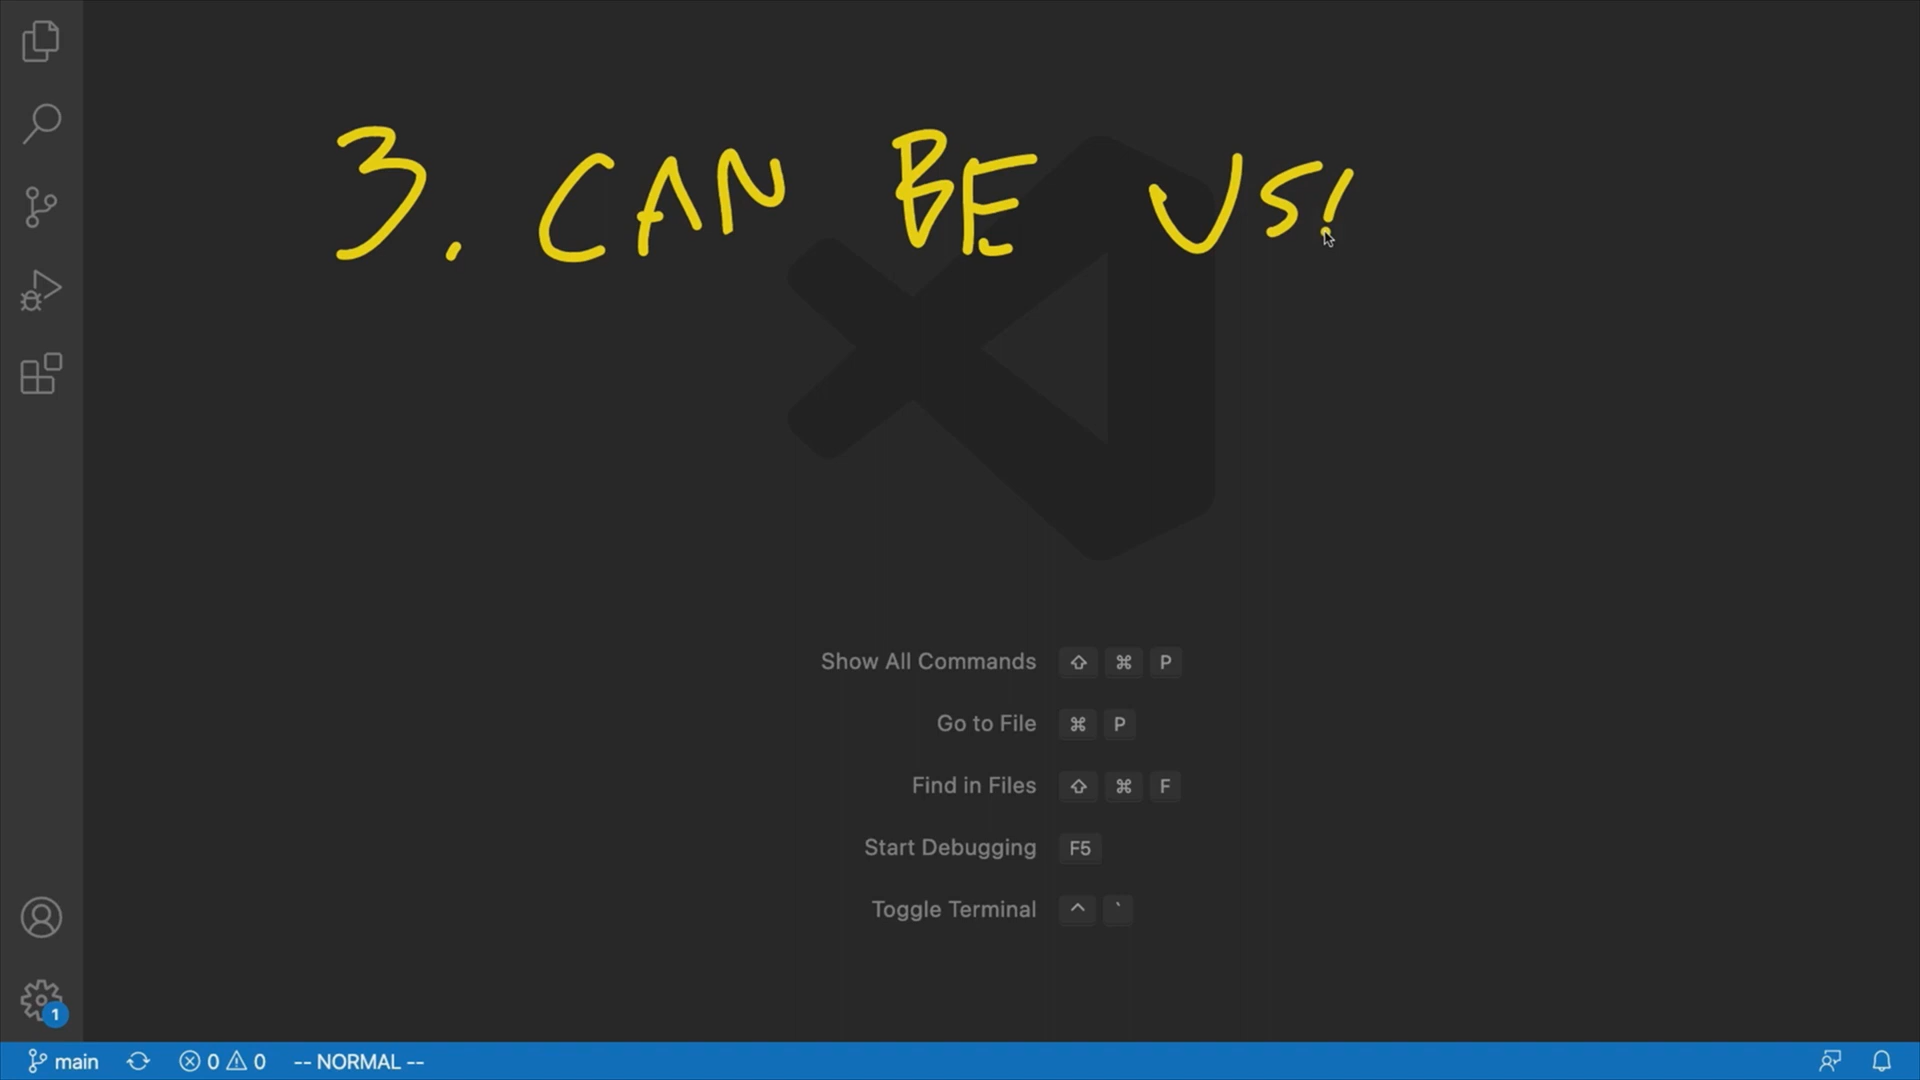 3. CAN BE US!
Show All Commands ⇧ ⌘ P
Go to File ⌘ P
Find in Files ⇧ ⌘ F
Start Debugging F5
Toggle Terminal ^ `
1
main 0 0 -- NORMAL --